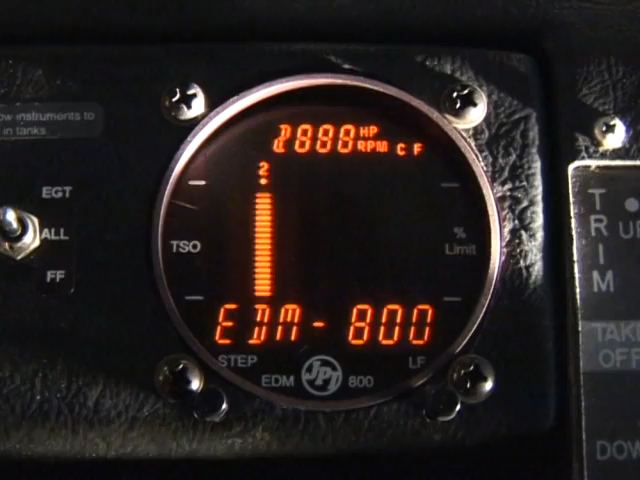 ow instruments to
in tanks
EGT
ALL
FF
2888 HP
RPM C F
2
TSO
%
Limit
EDM-800
STEP
LF
EDM JPI 800
TRIM
UP
TAKE
OFF
DOW